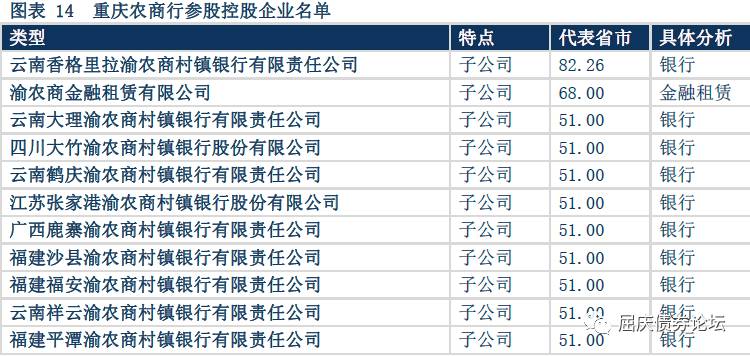 图表 14 重庆农商行参股控股企业名单
类型 特点 代表省市 具体分析
云南香格里拉渝农商村镇银行有限责任公司 子公司 82.26 银行
渝农商金融租赁有限公司 子公司 68.00 金融租赁
云南大理渝农商村镇银行有限责任公司 子公司 51.00 银行
四川大竹渝农商村镇银行股份有限公司 子公司 51.00 银行
云南鹤庆渝农商村镇银行有限责任公司 子公司 51.00 银行
江苏张家港渝农商村镇银行股份有限公司 子公司 51.00 银行
广西鹿寨渝农商村镇银行有限责任公司 子公司 51.00 银行
福建沙县渝农商村镇银行有限责任公司 子公司 51.00 银行
福建福安渝农商村镇银行有限责任公司 子公司 51.00 银行
云南祥云渝农商村镇银行有限责任公司 子公司 51.00 银行
福建平潭渝农商村镇银行有限责任公司 子公司 51.00 银行
屈庆债券论坛